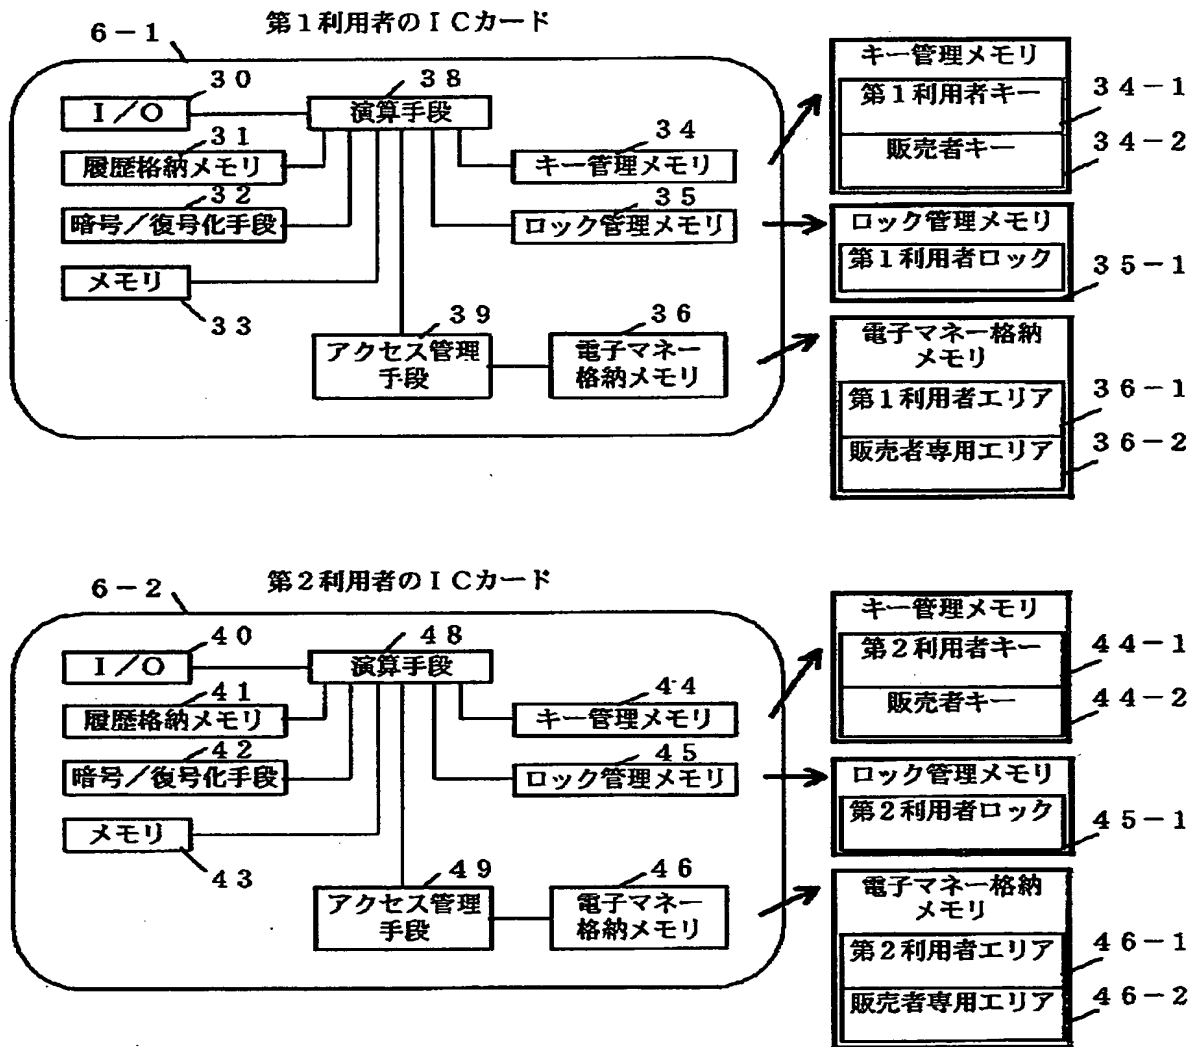 第1利用者のICカード
6-1
30
I/O
38
演算手段
31
履歴格納メモリ
32
暗号/復号化手段
メモリ
33
34
キー管理メモリ
35
ロック管理メモリ
39
アクセス管理
手段
36
電子マネー
格納メモリ
キー管理メモリ
第1利用者キー
34-1
販売者キー
34-2
ロック管理メモリ
第1利用者ロック
35-1
電子マネー格納
メモリ
第1利用者エリア
36-1
販売者専用エリア
36-2
第2利用者のICカード
6-2
40
I/O
48
演算手段
41
履歴格納メモリ
42
暗号/復号化手段
メモリ
43
44
キー管理メモリ
45
ロック管理メモリ
49
アクセス管理
手段
46
電子マネー
格納メモリ
キー管理メモリ
第2利用者キー
44-1
販売者キー
44-2
ロック管理メモリ
第2利用者ロック
45-1
電子マネー格納
メモリ
第2利用者エリア
46-1
販売者専用エリア
46-2